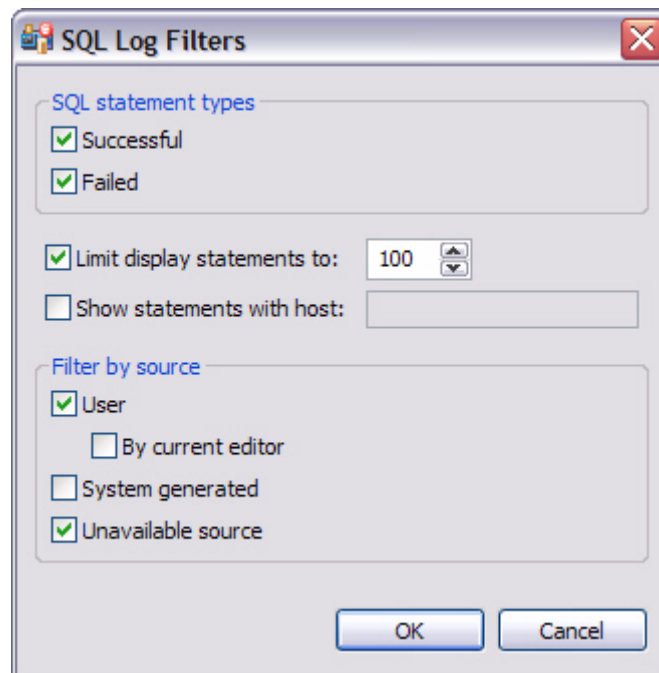 SQL Log Filters
SQL statement types
Successful
Failed
Limit display statements to: 100
Show statements with host:
Filter by source
User
By current editor
System generated
Unavailable source
OK Cancel